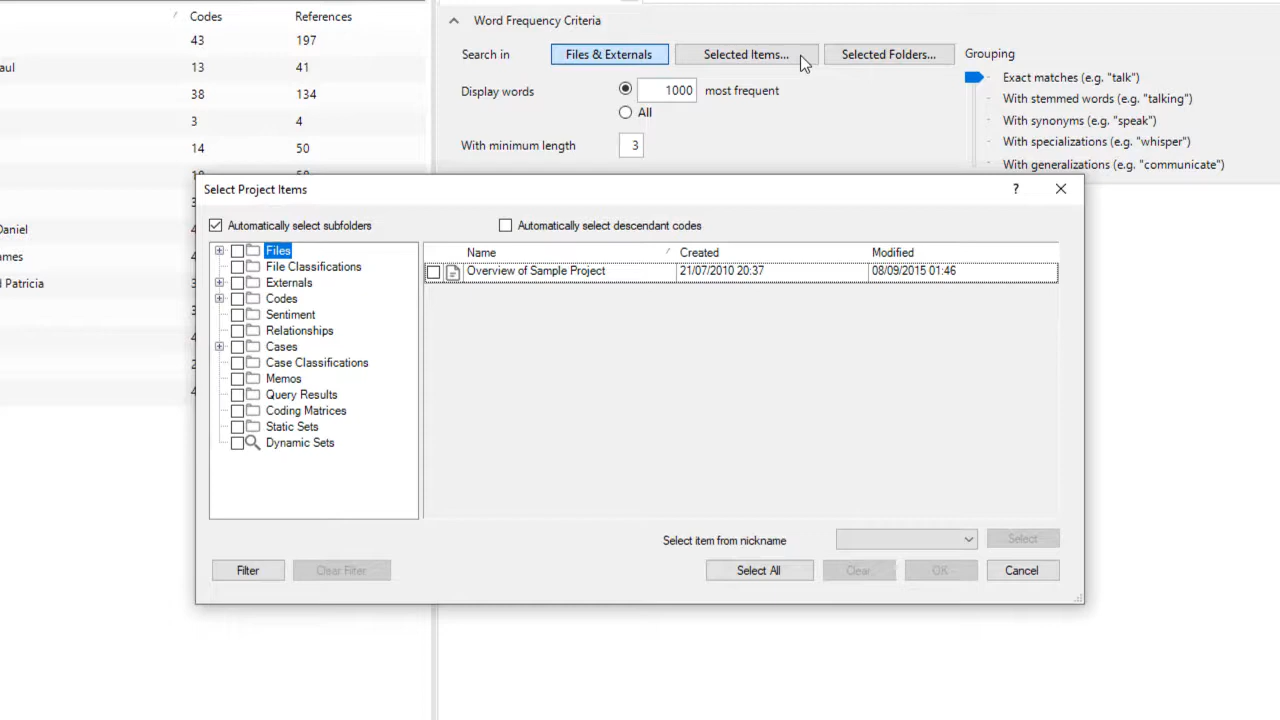 Codes References
43 197
aul 13 41
38 134
3 4
14 50
Daniel
ames
d Patricia
Word Frequency Criteria
Search in Files & Externals Selected Items... Selected Folders... Grouping
Display words 1000 most frequent
All
With minimum length 3
Exact matches (e.g. "talk")
With stemmed words (e.g. "talking")
With synonyms (e.g. "speak")
With specializations (e.g. "whisper")
With generalizations (e.g. "communicate")
Select Project Items ?
Automatically select subfolders Automatically select descendant codes
Files
File Classifications
Externals
Codes
Sentiment
Relationships
Cases
Case Classifications
Memos
Query Results
Coding Matrices
Static Sets
Dynamic Sets
Name Created Modified
Overview of Sample Project 21/07/2010 20:37 08/09/2015 01:46
Select item from nickname Select
Filter Clear Filter Select All Clear OK Cancel